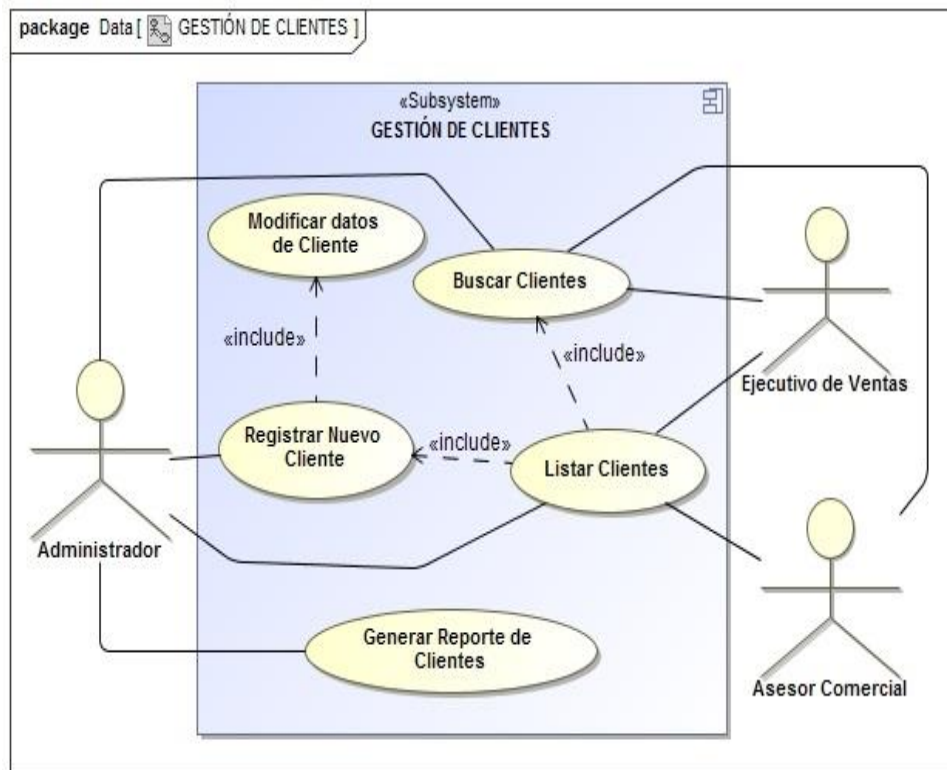 package Data [ GESTIÓN DE CLIENTES ]
«Subsystem»
GESTIÓN DE CLIENTES
Modificar datos
de Cliente
Buscar Clientes
«include»
«include»
Ejecutivo de Ventas
Registrar Nuevo
Cliente
«include»
Listar Clientes
Administrador
Generar Reporte de
Clientes
Asesor Comercial